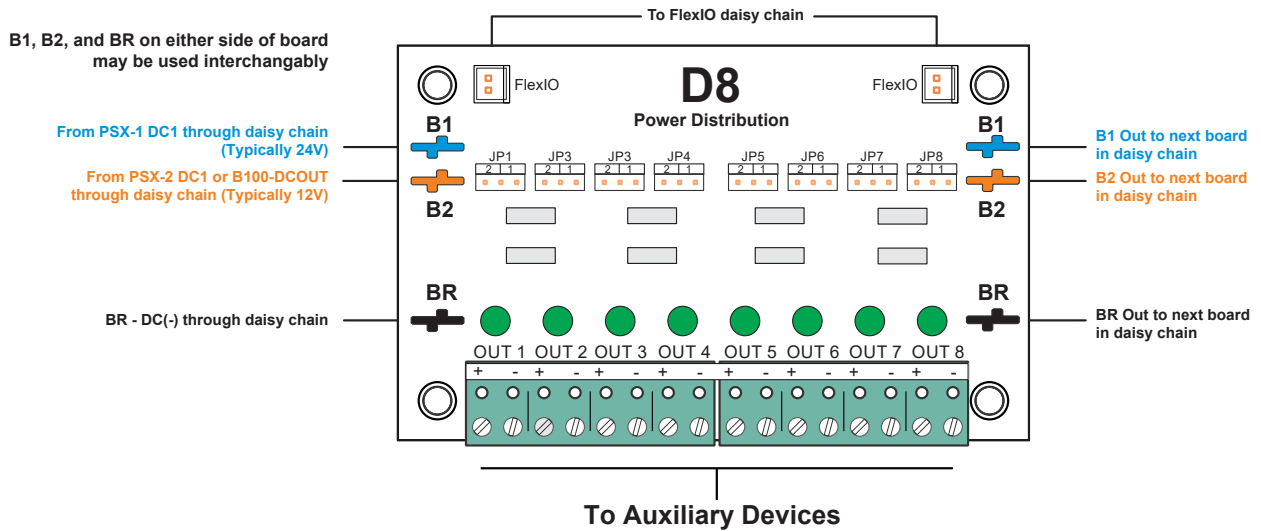 To FlexIO daisy chain
B1, B2, and BR on either side of board
may be used interchangably
FlexIO
D8
FlexIO
Power Distribution
B1
B1
From PSX-1 DC1 through daisy chain
(Typically 24V)
B1 Out to next board
in daisy chain
JP1 JP3 JP3 JP4 JP5 JP6 JP7 JP8
2 1 2 1 2 1 2 1 2 1 2 1 2 1 2 1
From PSX-2 DC1 or B100-DCOUT
through daisy chain (Typically 12V)
B2 Out to next board
in daisy chain
B2
B2
BR
BR
BR - DC(-) through daisy chain
BR Out to next board
in daisy chain
OUT 1 OUT 2 OUT 3 OUT 4 OUT 5 OUT 6 OUT 7 OUT 8
+ - + - + - + - + - + - + - + -
To Auxiliary Devices